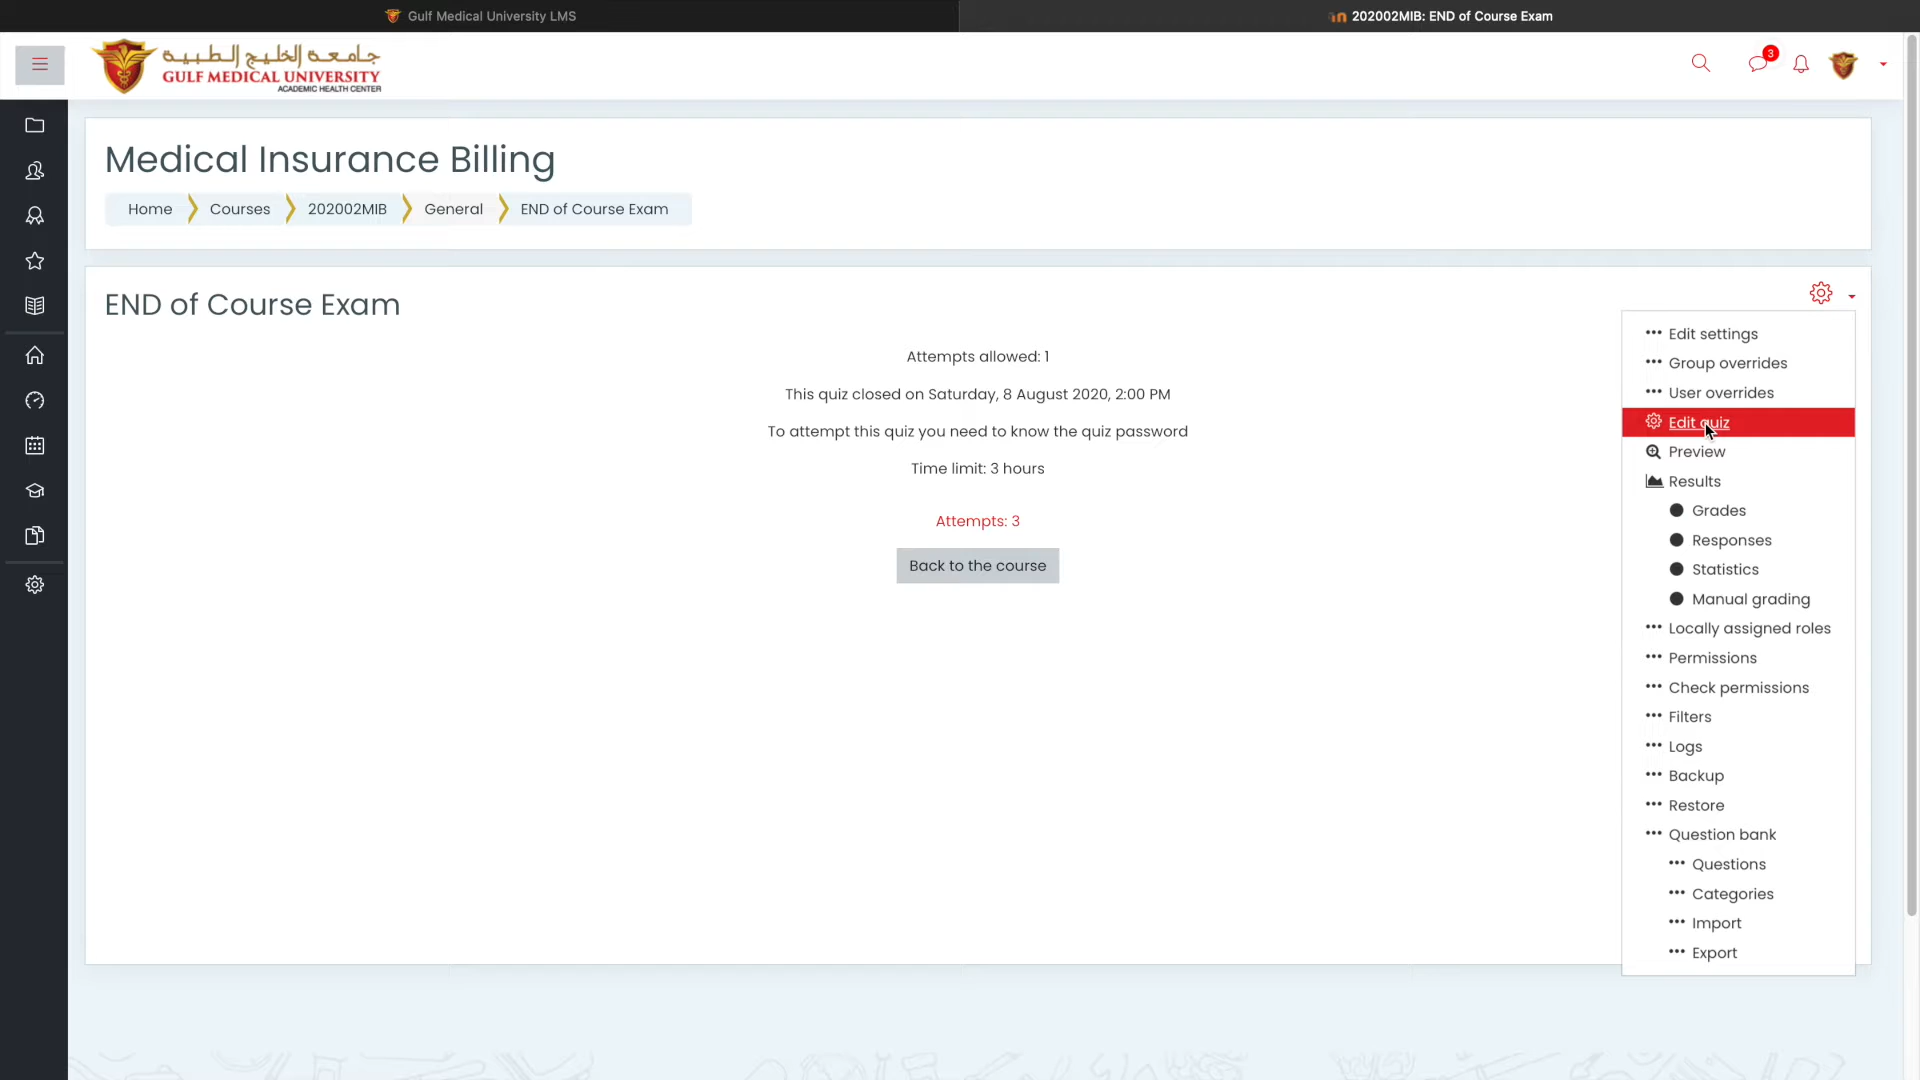 Gulf Medical University LMS
202002MIB: END of Course Exam
جامعة الخليج الطبية
GULF MEDICAL UNIVERSITY
ACADEMIC HEALTH CENTER
3
Medical Insurance Billing
Home
Courses
202002MIB
General
END of Course Exam
END of Course Exam
Attempts allowed: 1
This quiz closed on Saturday, 8 August 2020, 2:00 PM
To attempt this quiz you need to know the quiz password
Time limit: 3 hours
Attempts: 3
Back to the course
Edit settings
Group overrides
User overrides
Edit quiz
Preview
Results
Grades
Responses
Statistics
Manual grading
Locally assigned roles
Permissions
Check permissions
Filters
Logs
Backup
Restore
Question bank
Questions
Categories
Import
Export